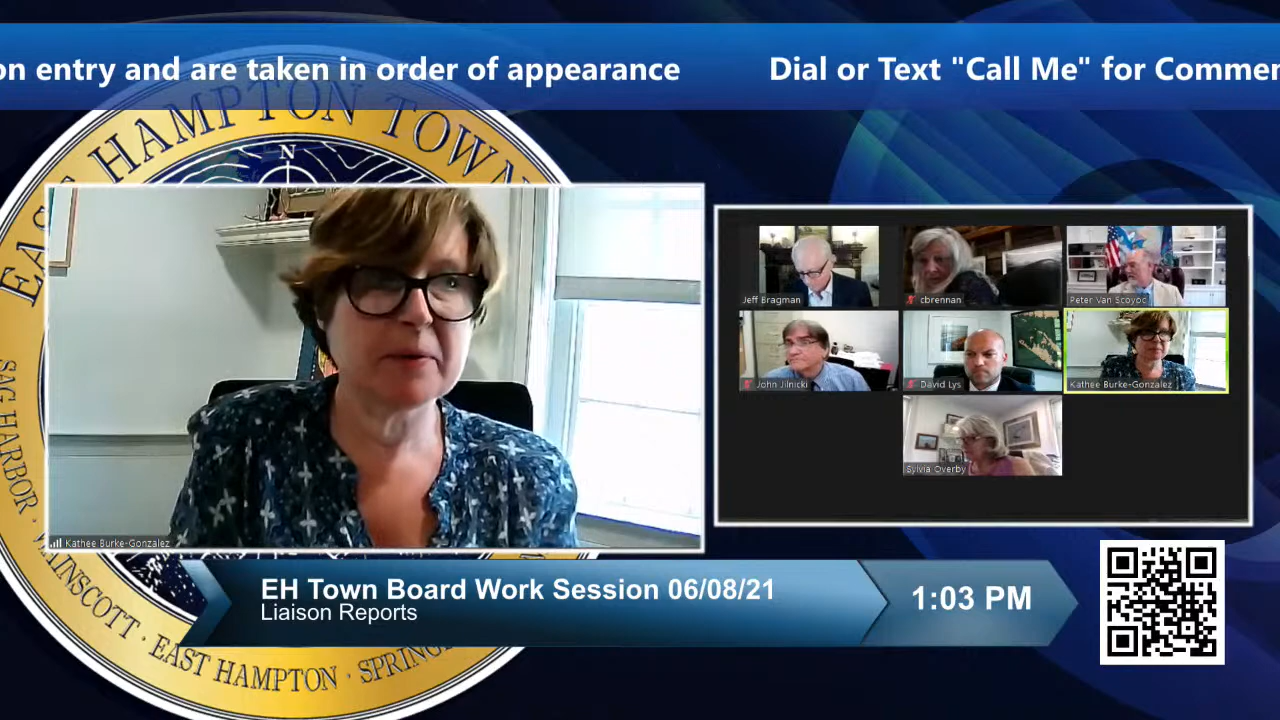 on entry and are taken in order of appearance
Dial or Text "Call Me" for Commen
EAST HAMPTON TOWN
N
SAG HARBOR · WAINSCOTT · EAST HAMPTON · SPRING
Kathee Burke-Gonzalez
Jeff Bragman
cbrennan
Peter Van Scoyoc
John Jilnicki
David Lys
Kathee Burke-Gonzalez
Sylvia Overby
EH Town Board Work Session 06/08/21
Liaison Reports
1:03 PM